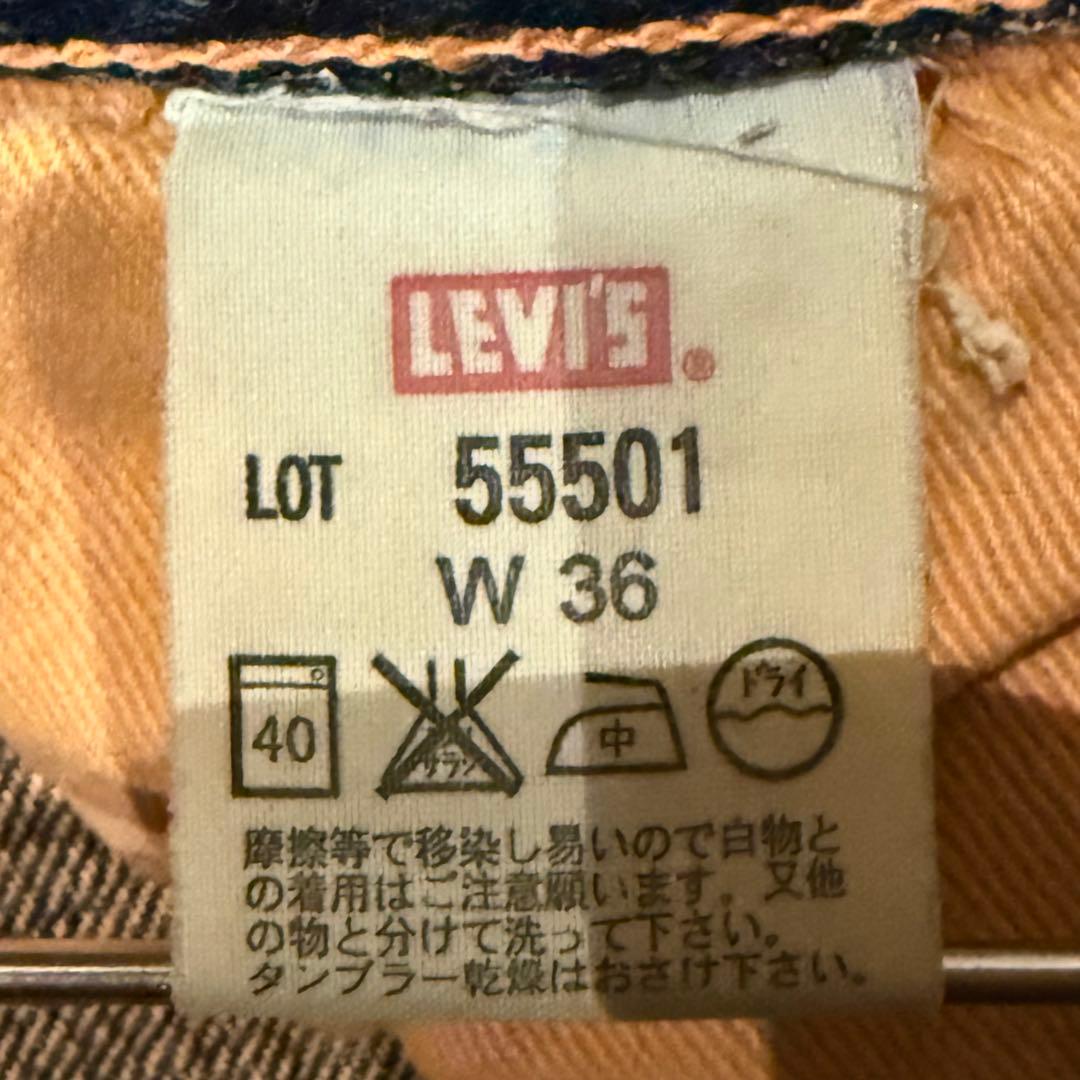 LEVI'S®
LOT 55501
W 36
40 サラシ 中 ドライ
摩擦等で移染し易いので白物と
の着用はご注意願います。又他
の物と分けて洗って下さい。
タンブラー乾燥はおさけ下さい。